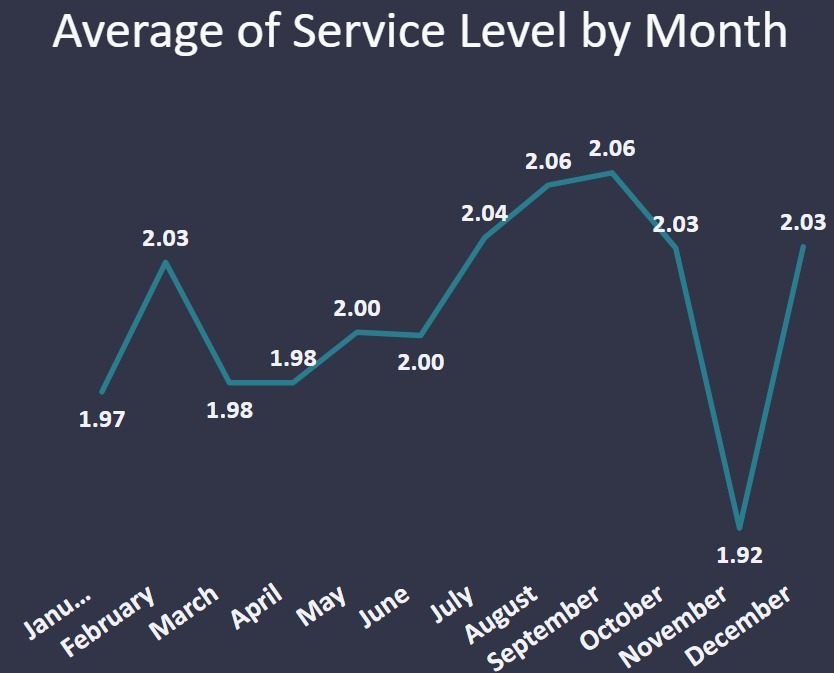 Average of Service Level by Month
1.97
2.03
1.98
1.98
2.00
2.00
2.04
2.06
2.06
2.03
1.92
2.03
Janu...
February
March
April
May
June
July
August
September
October
November
December